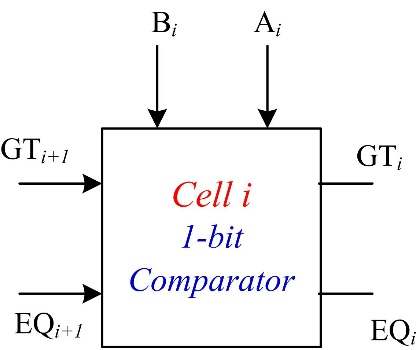 B_i A_i
GT_{i+1} GT_i
Cell i
1-bit
Comparator
EQ_{i+1} EQ_i